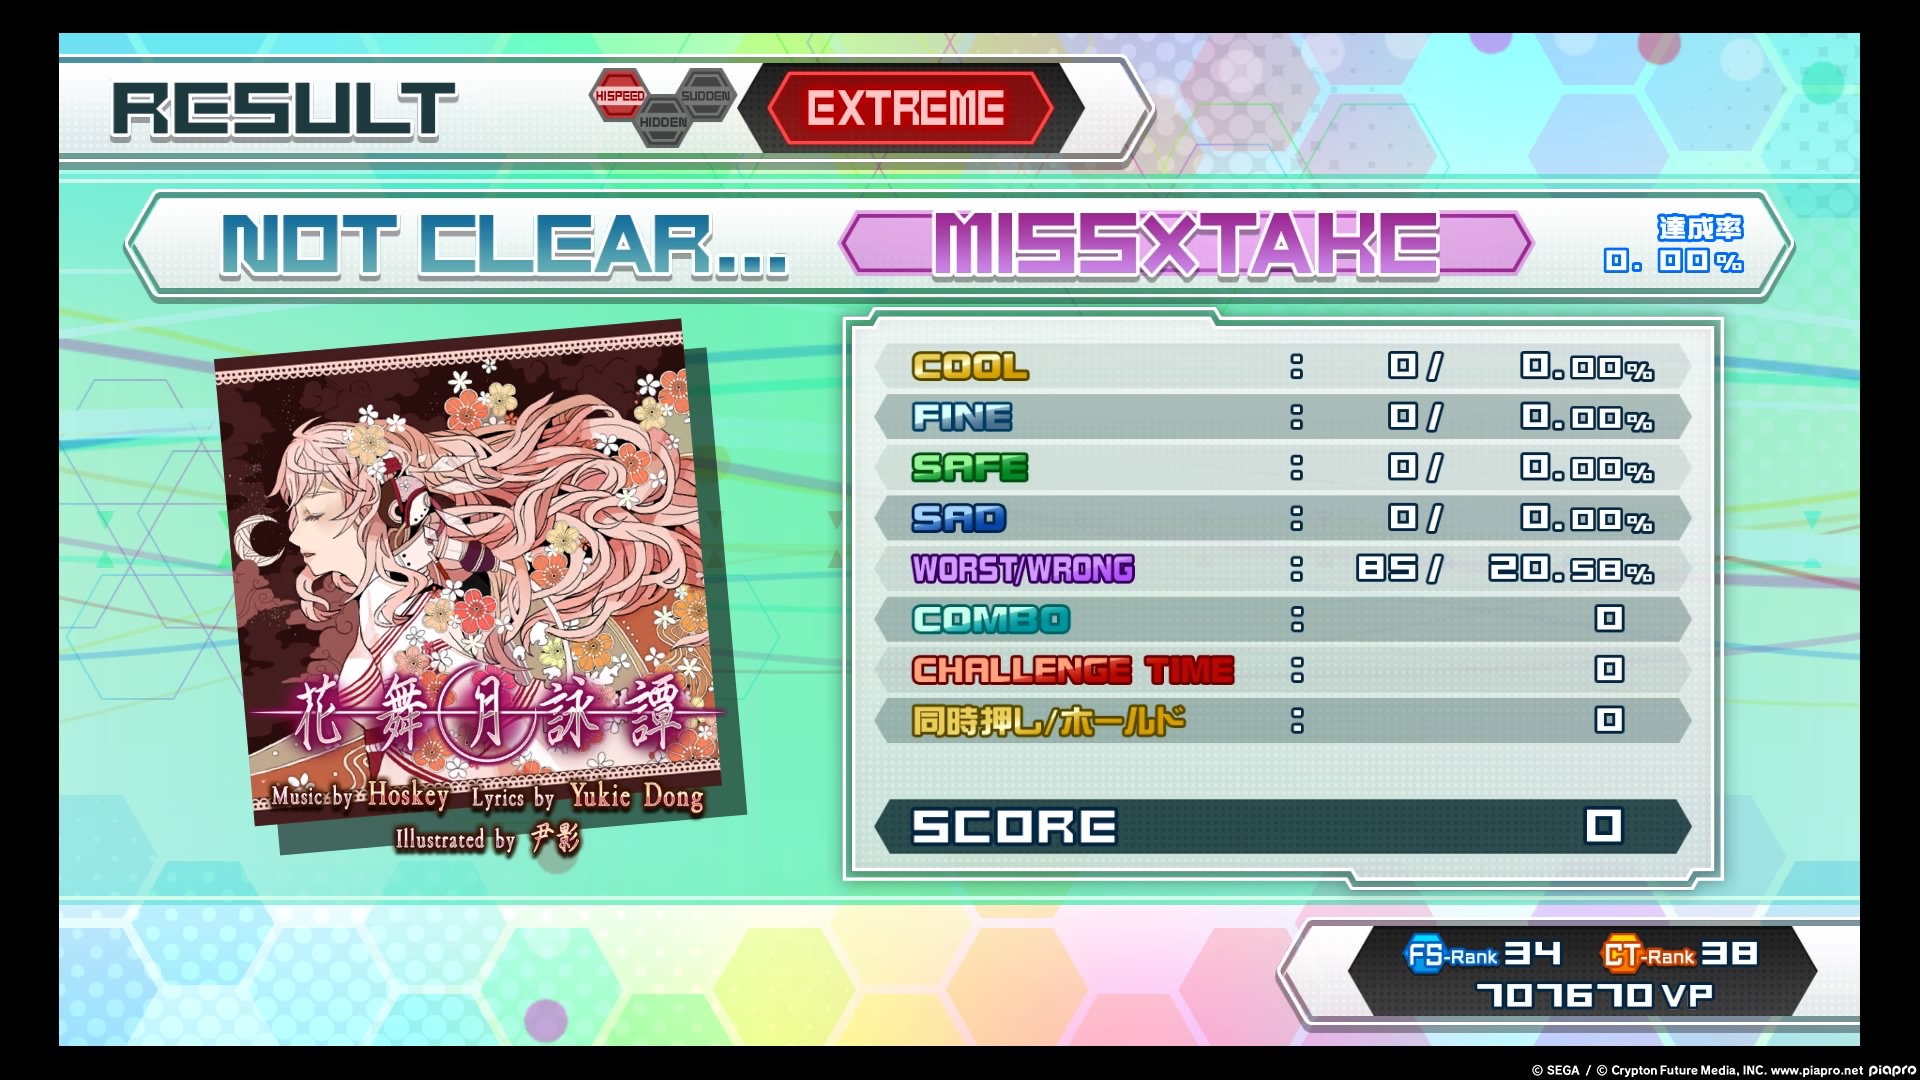 RESULT
HISPEED
SUDDEN
HIDDEN
EXTREME
NOT CLEAR...
MISS×TAKE
達成率
0.00%
COOL : 0 / 0.00%
FINE : 0 / 0.00%
SAFE : 0 / 0.00%
SAD : 0 / 0.00%
WORST/WRONG : 85 / 20.58%
COMBO : 0
CHALLENGE TIME : 0
同時押し/ホールド : 0
SCORE 0
花舞月詠譚
Music by Hoskey Lyrics by Yukie Dong
Illustrated by 尹影
FS-Rank 34 CT-Rank 38
707670 VP
© SEGA / © Crypton Future Media, INC. www.piapro.net piapro